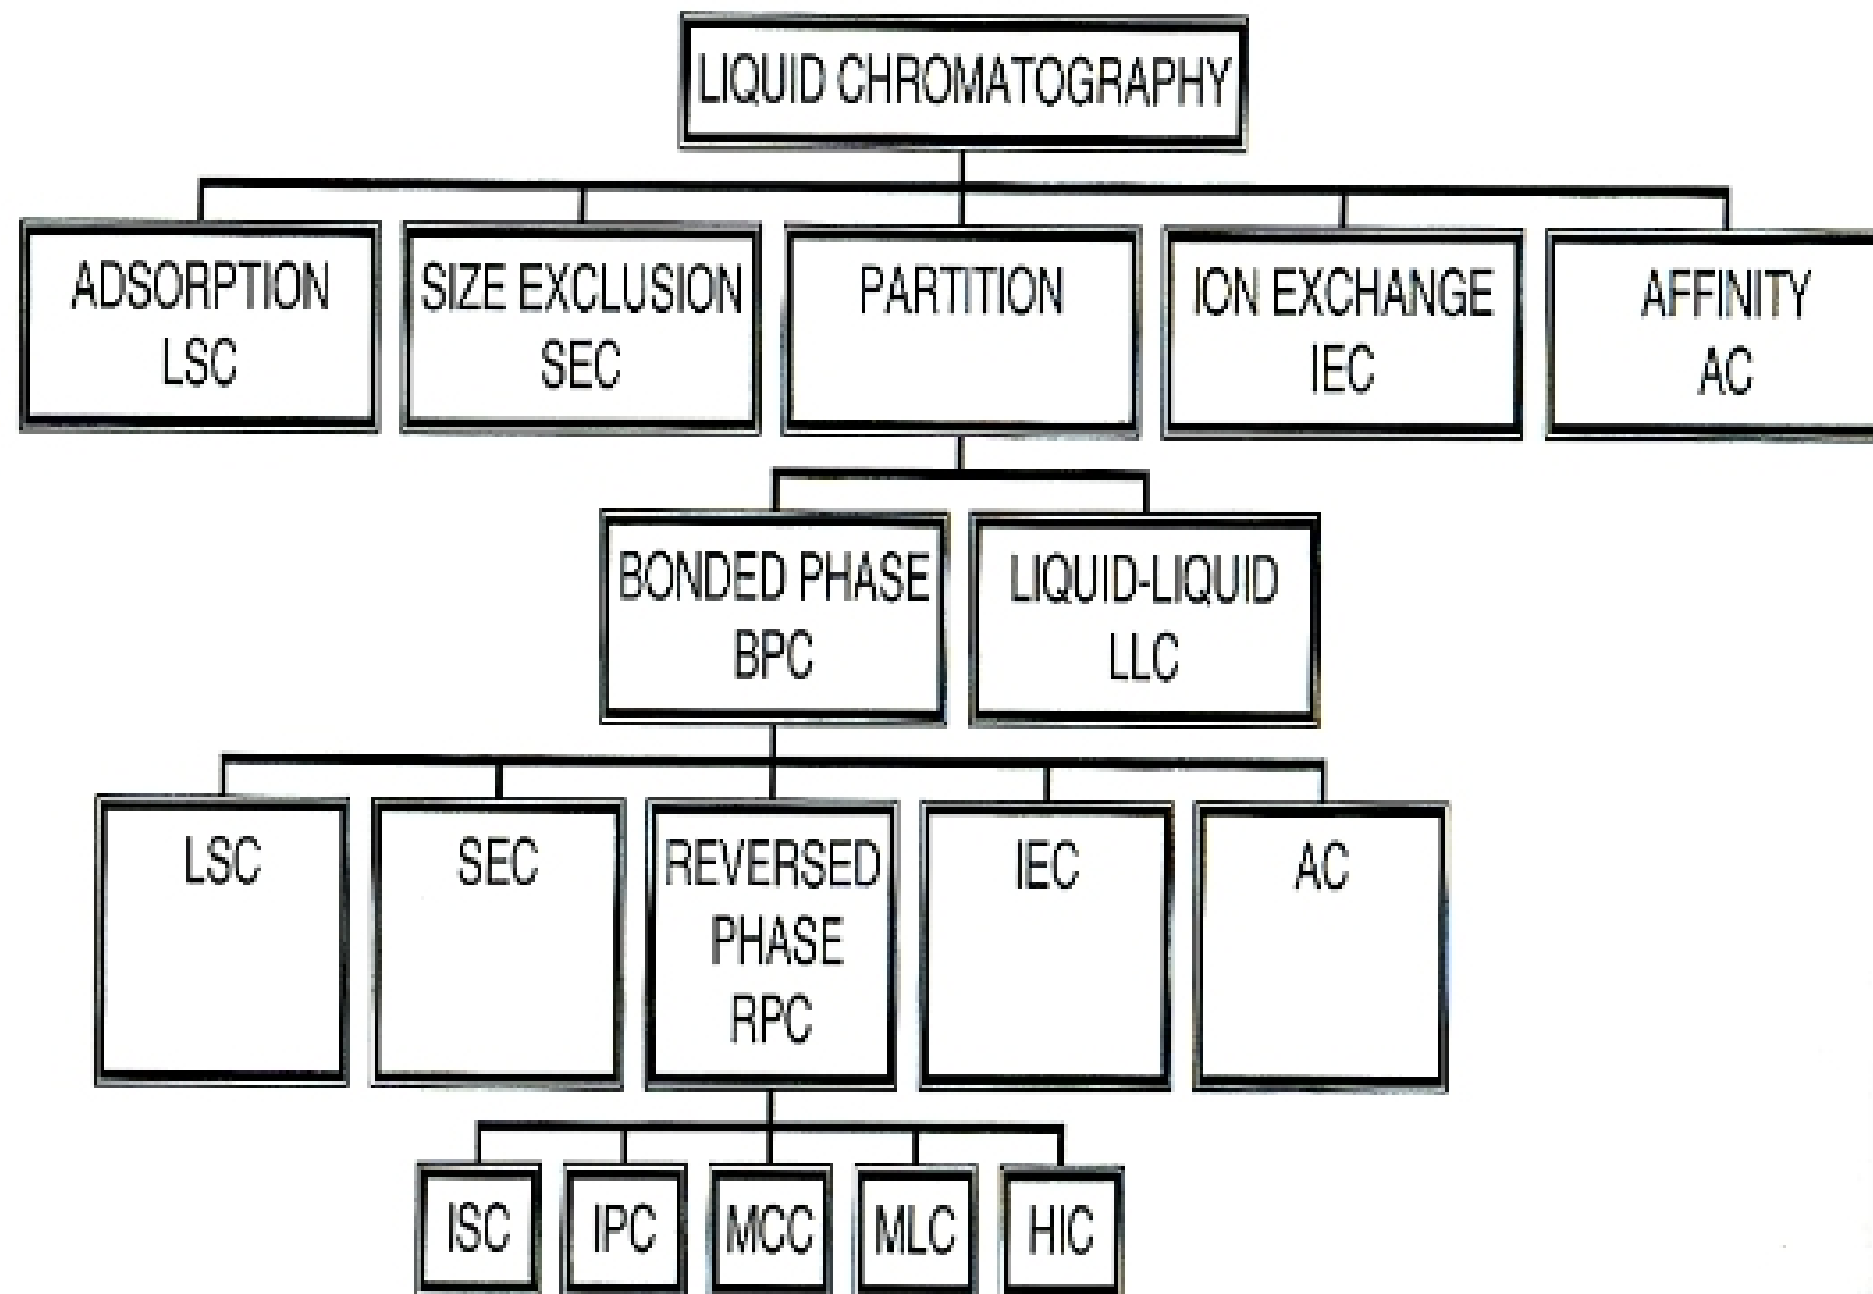 LIQUID CHROMATOGRAPHY
ADSORPTION
LSC
SIZE EXCLUSION
SEC
PARTITION
ION EXCHANGE
IEC
AFFINITY
AC
BONDED PHASE
BPC
LIQUID-LIQUID
LLC
LSC
SEC
REVERSED
PHASE
RPC
IEC
AC
ISC
IPC
MCC
MLC
HIC